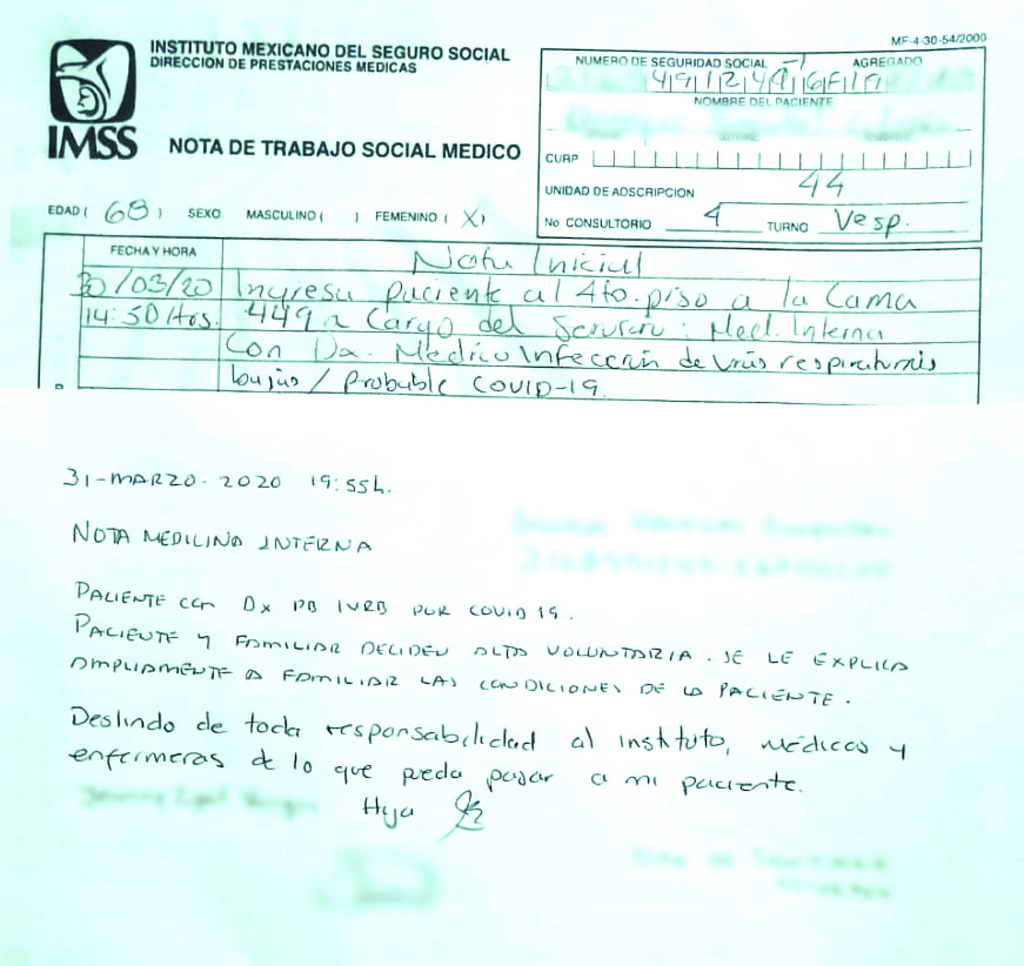 MF-4-30-54/2000
INSTITUTO MEXICANO DEL SEGURO SOCIAL
DIRECCION DE PRESTACIONES MEDICAS
IMSS
NOTA DE TRABAJO SOCIAL MEDICO
NUMERO DE SEGURIDAD SOCIAL AGREGADO
491249 6F19
NOMBRE DEL PACIENTE
CURP
UNIDAD DE ADSCRIPCION 44
No CONSULTORIO 4 TURNO Vesp.
EDAD ( 68 ) SEXO MASCULINO ( ) FEMENINO ( X )
FECHA Y HORA Nota Inicial
30/03/20 Ingresa paciente al 4to. piso a la Cama
14:50 Hrs. 449 a Cargo del Servicio: Med. Interna
Con Dx. Medico Infección de Vías respiratorias
bajas / Probable COVID-19.
31-MARZO-2020 19:55h.
NOTA MEDICINA INTERNA
PACIENTE CON DX PB IVRB POR COVID 19.
PACIENTE Y FAMILIAR DECIDEN ALTA VOLUNTARIA. SE LE EXPLICA
AMPLIAMENTE A FAMILIAR LAS CONDICIONES DE LA PACIENTE.
Deslindo de toda responsabilidad al instituto, médicos y
enfermeras de lo que pueda pasar a mi paciente.
Hija